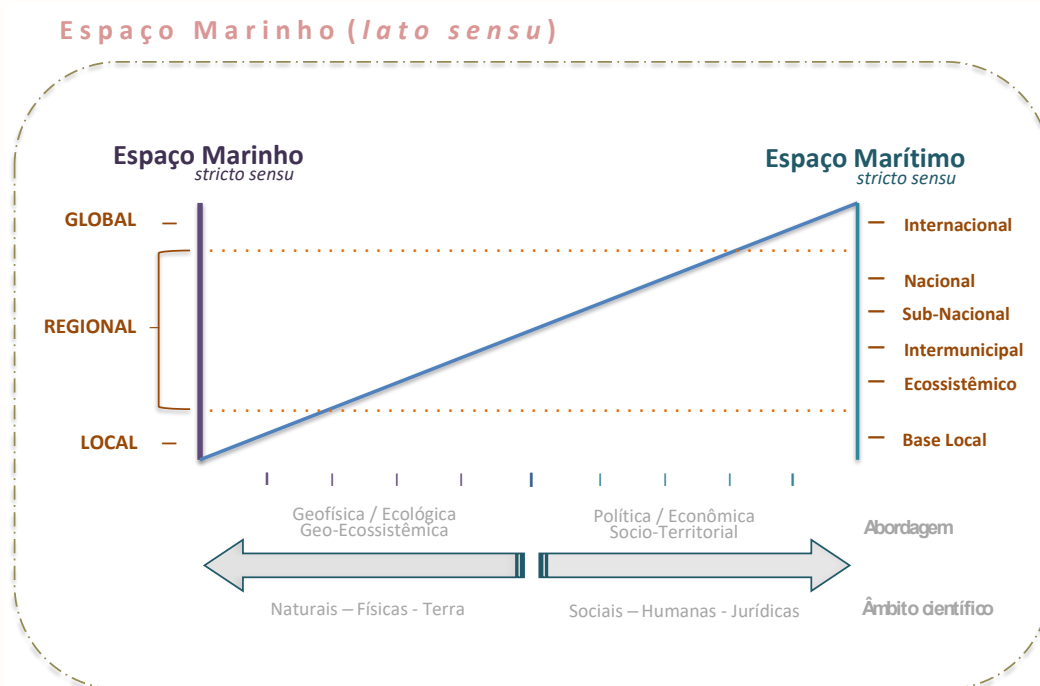 Espaço Marinho (lato sensu)
Espaço Marinho
stricto sensu
Espaço Marítimo
stricto sensu
GLOBAL
REGIONAL
LOCAL
Internacional
Nacional
Sub-Nacional
Intermunicipal
Ecossistêmico
Base Local
Geofísica / Ecológica
Geo-Ecossistêmica
Política / Econômica
Socio-Territorial
Abordagem
Naturais – Físicas - Terra
Sociais – Humanas - Jurídicas
Âmbito científico